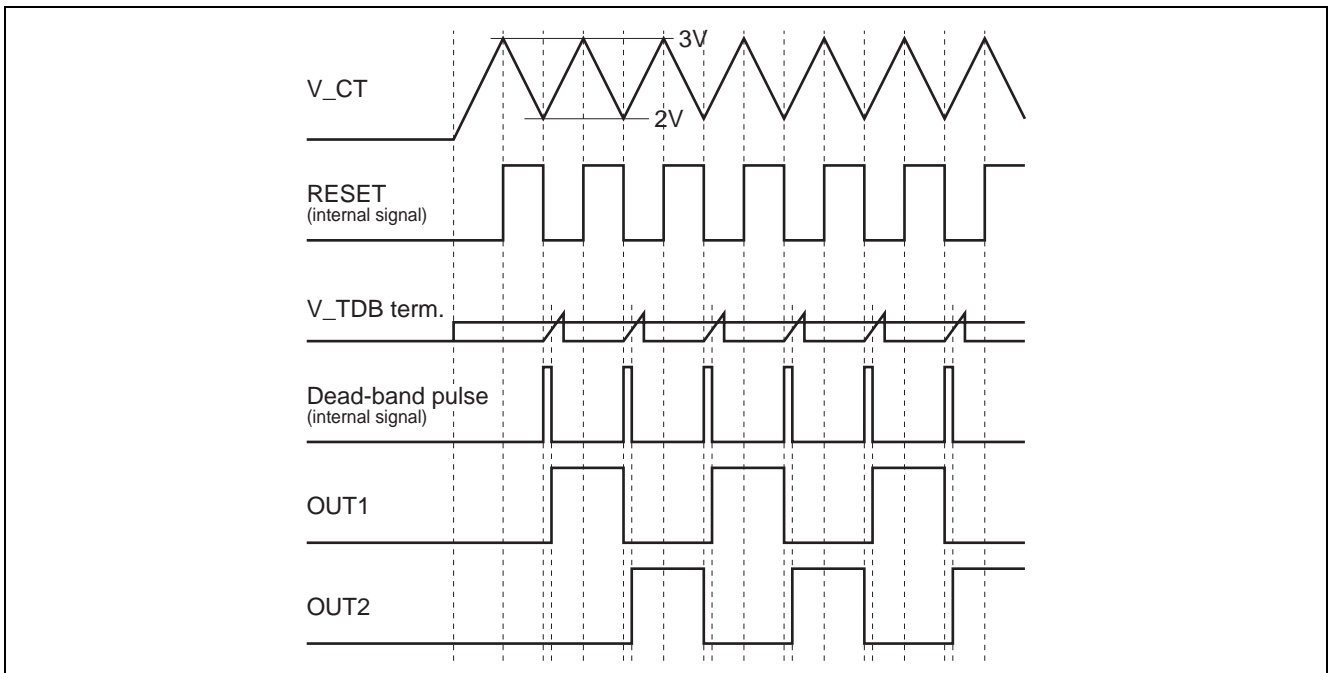 3V
V_CT
2V
RESET
(internal signal)
V_TDB term.
Dead-band pulse
(internal signal)
OUT1
OUT2